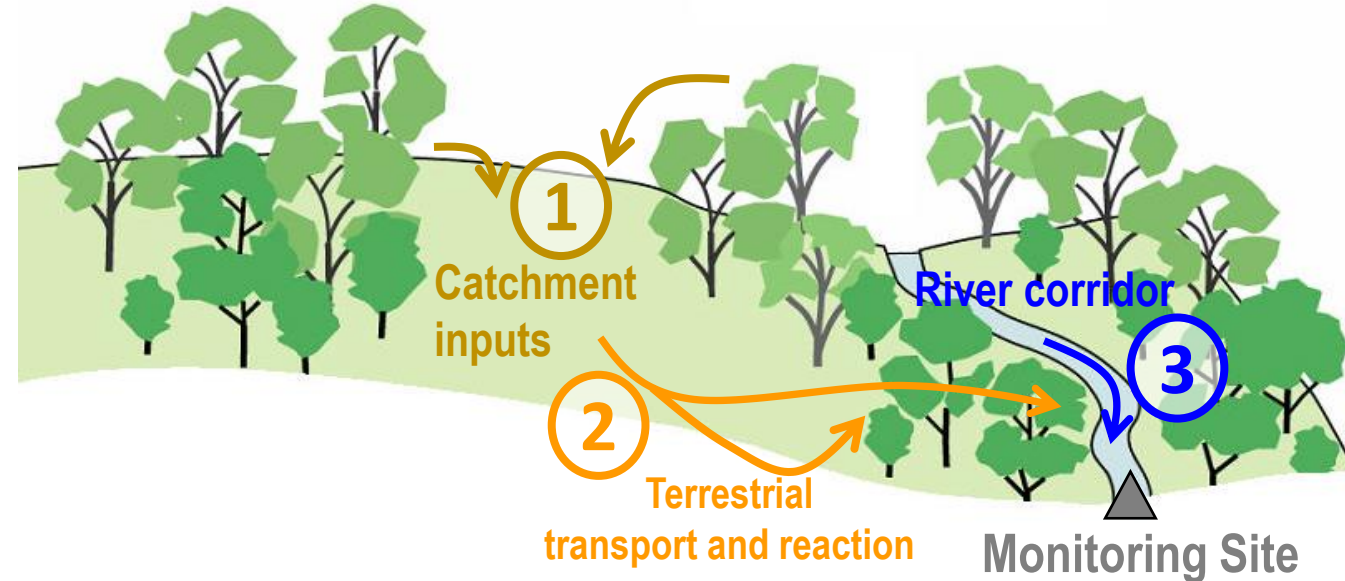 1
Catchment
inputs
River corridor
3
2
Terrestrial
transport and reaction
Monitoring Site